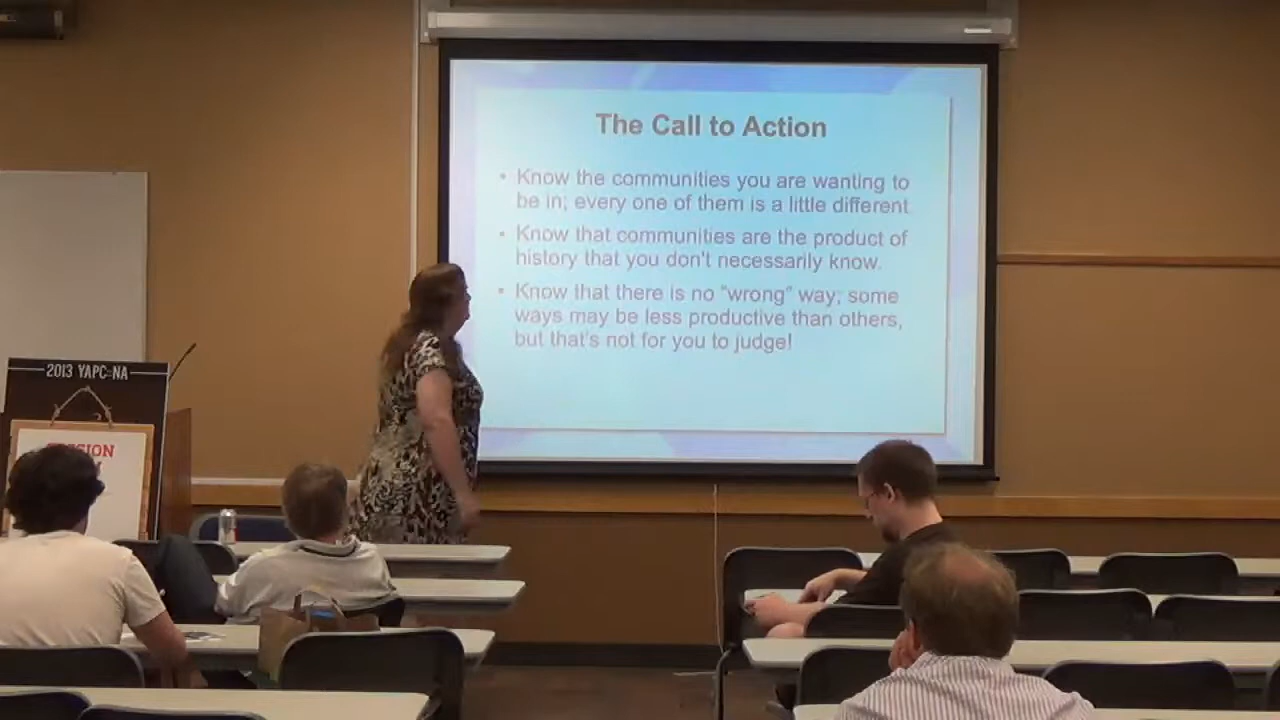 The Call to Action
• Know the communities you are wanting to
be in; every one of them is a little different
• Know that communities are the product of
history that you don't necessarily know.
• Know that there is no "wrong" way; some
ways may be less productive than others,
but that's not for you to judge!
2013 YAPC::NA